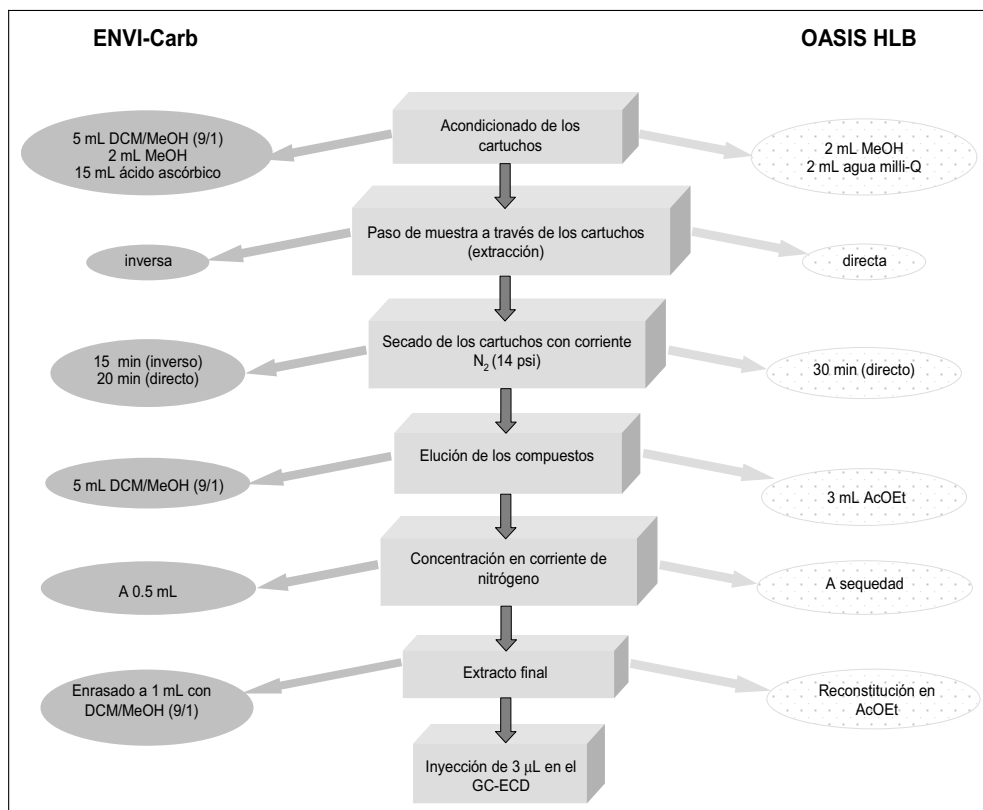 ENVI-Carb
OASIS HLB
Acondicionado de los
cartuchos
5 mL DCM/MeOH (9/1)
2 mL MeOH
15 mL ácido ascórbico
2 mL MeOH
2 mL agua milli-Q
Paso de muestra a través de los cartuchos
(extracción)
inversa
directa
Secado de los cartuchos con corriente
N2 (14 psi)
15 min (inverso)
20 min (directo)
30 min (directo)
Elución de los compuestos
5 mL DCM/MeOH (9/1)
3 mL AcOEt
Concentración en corriente de
nitrógeno
A 0.5 mL
A sequedad
Extracto final
Enrasado a 1 mL con
DCM/MeOH (9/1)
Reconstitución en
AcOEt
Inyección de 3 μL en el
GC-ECD